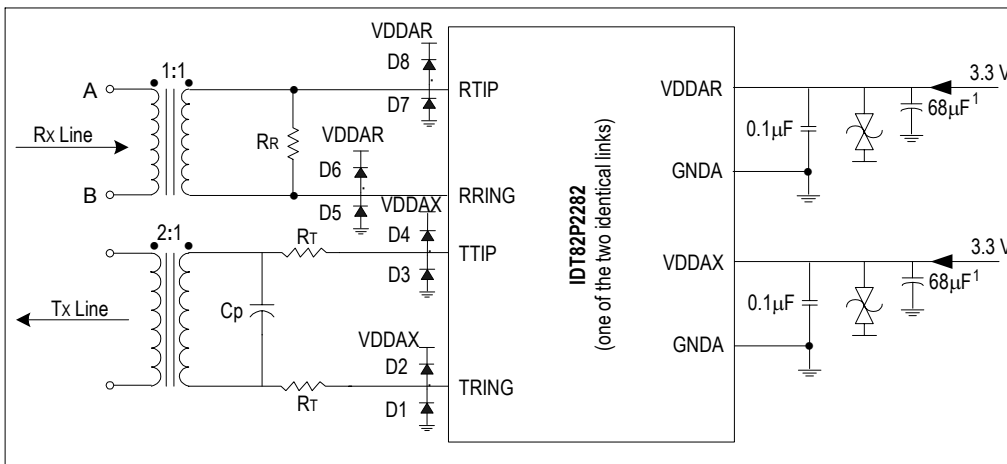 VDDAR
D8
D7
1:1
A
B
Rx Line
RR
VDDAR
D6
D5
RTIP
RRING
VDDAX
D4
D3
2:1
RT
TTIP
Tx Line
Cp
VDDAX
D2
D1
RT
TRING
IDT82P2282
(one of the two identical links)
VDDAR
3.3 V
0.1µF
68µF1
GNDA
VDDAX
3.3 V
0.1µF
68µF1
GNDA